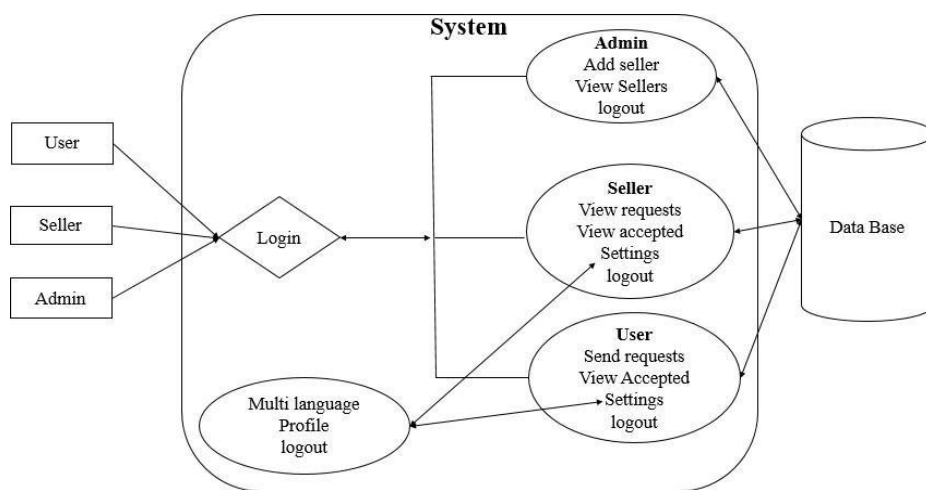 System
User
Seller
Admin
Login
Admin
Add seller
View Sellers
logout
Seller
View requests
View accepted
Settings
logout
User
Send requests
View Accepted
Settings
logout
Multi language
Profile
logout
Data Base